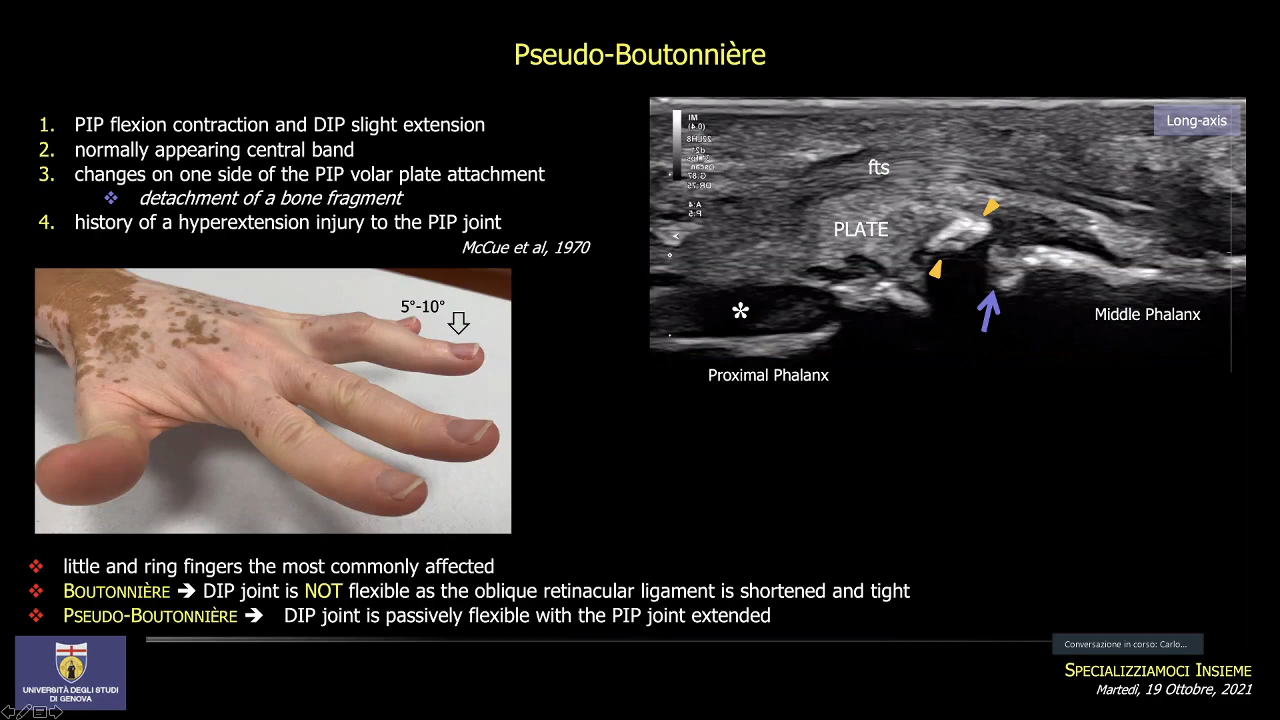 Pseudo-Boutonnière
1. PIP flexion contraction and DIP slight extension
2. normally appearing central band
3. changes on one side of the PIP volar plate attachment
❖ detachment of a bone fragment
4. history of a hyperextension injury to the PIP joint
McCue et al, 1970
5°-10°
Long-axis
fts
PLATE
*
Middle Phalanx
Proximal Phalanx
❖ little and ring fingers the most commonly affected
❖ BOUTONNIÈRE ➔ DIP joint is NOT flexible as the oblique retinacular ligament is shortened and tight
❖ PSEUDO-BOUTONNIÈRE ➔ DIP joint is passively flexible with the PIP joint extended
UNIVERSITÀ DEGLI STUDI
DI GENOVA
Conversazione in corso: Carlo...
SPECIALIZZIAMOCI INSIEME
Martedì, 19 Ottobre, 2021